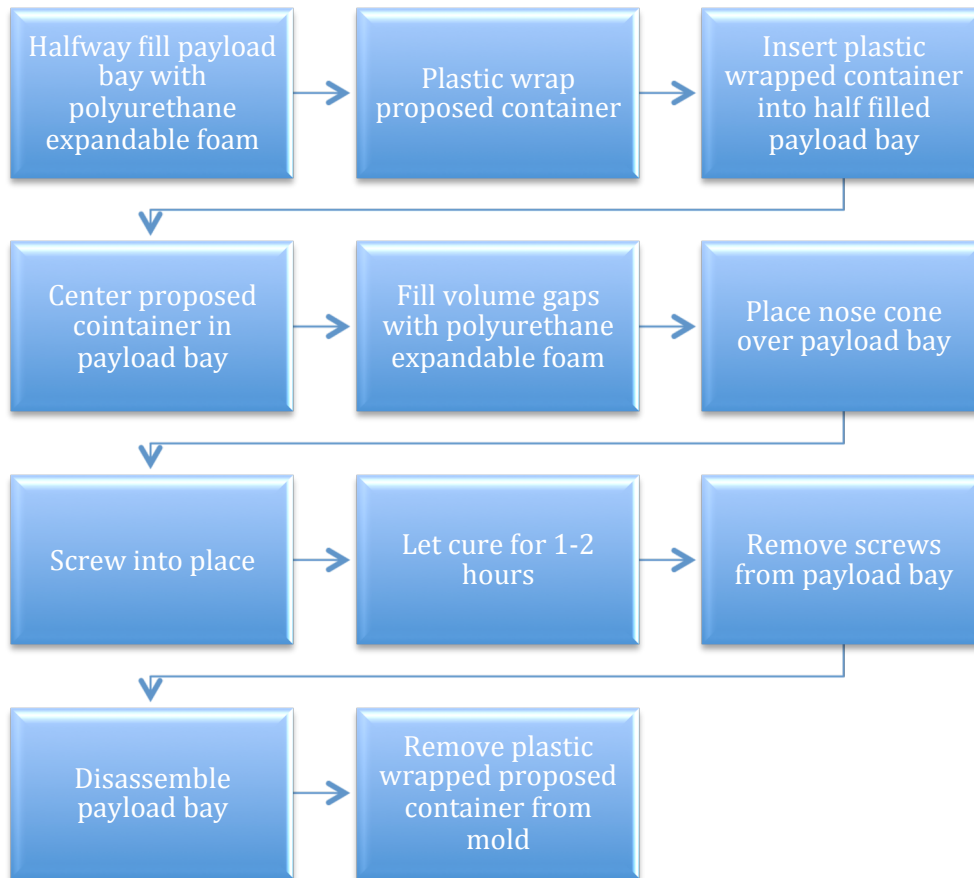 Halfway fill payload
bay with
polyurethane
expandable foam
Plastic wrap
proposed container
Insert plastic
wrapped container
into half filled
payload bay
Center proposed
cointainer in
payload bay
Fill volume gaps
with polyurethane
expandable foam
Place nose cone
over payload bay
Screw into place
Let cure for 1-2
hours
Remove screws
from payload bay
Disassemble
payload bay
Remove plastic
wrapped proposed
container from
mold